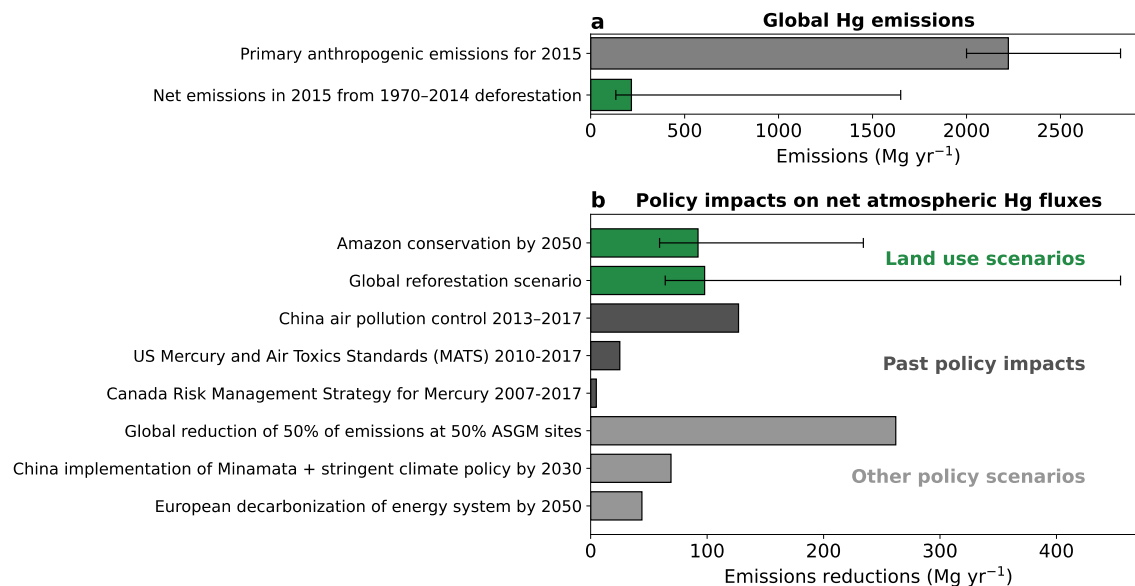 a Global Hg emissions
Primary anthropogenic emissions for 2015
Net emissions in 2015 from 1970–2014 deforestation
0 500 1000 1500 2000 2500
Emissions (Mg yr⁻¹)
b Policy impacts on net atmospheric Hg fluxes
Amazon conservation by 2050
Land use scenarios
Global reforestation scenario
China air pollution control 2013–2017
US Mercury and Air Toxics Standards (MATS) 2010-2017
Past policy impacts
Canada Risk Management Strategy for Mercury 2007-2017
Global reduction of 50% of emissions at 50% ASGM sites
China implementation of Minamata + stringent climate policy by 2030
Other policy scenarios
European decarbonization of energy system by 2050
0 100 200 300 400
Emissions reductions (Mg yr⁻¹)